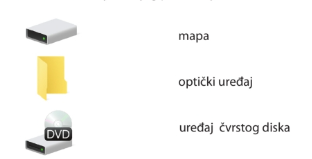 mapa
optički uređaj
DVD
uređaj čvrstog diska